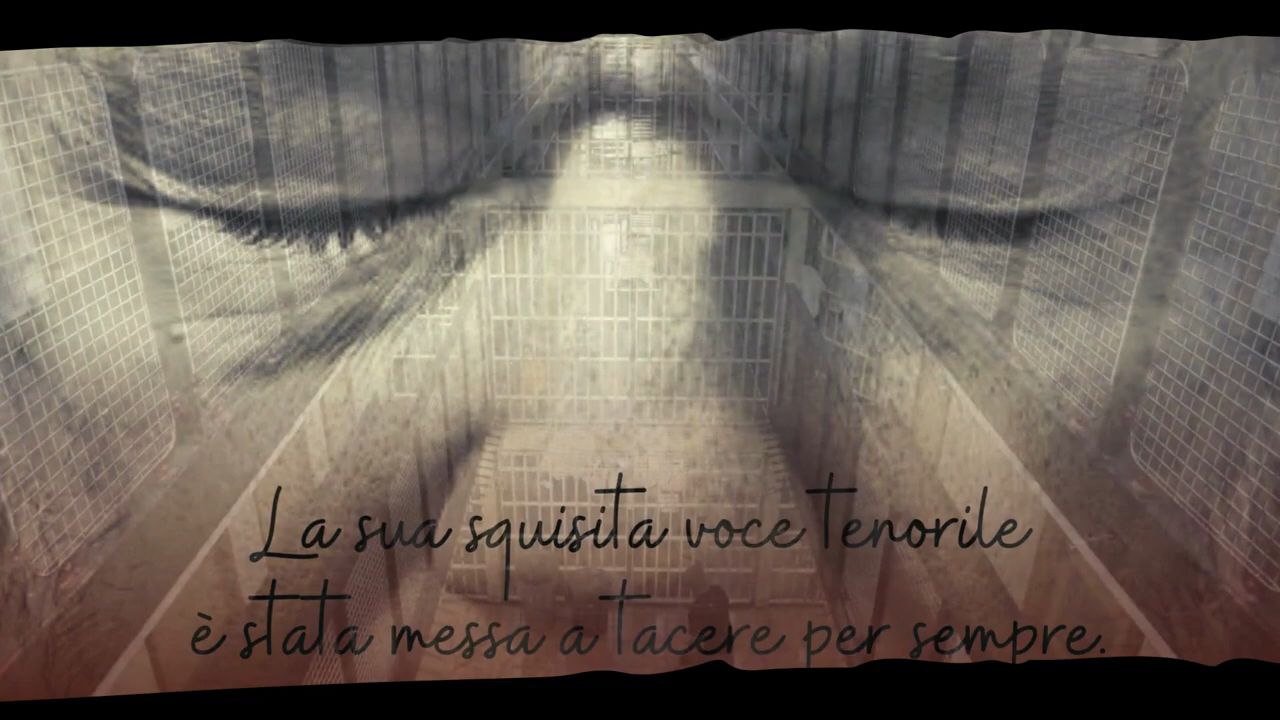 La sua squisita voce tenorile
è stata messa a tacere per sempre.